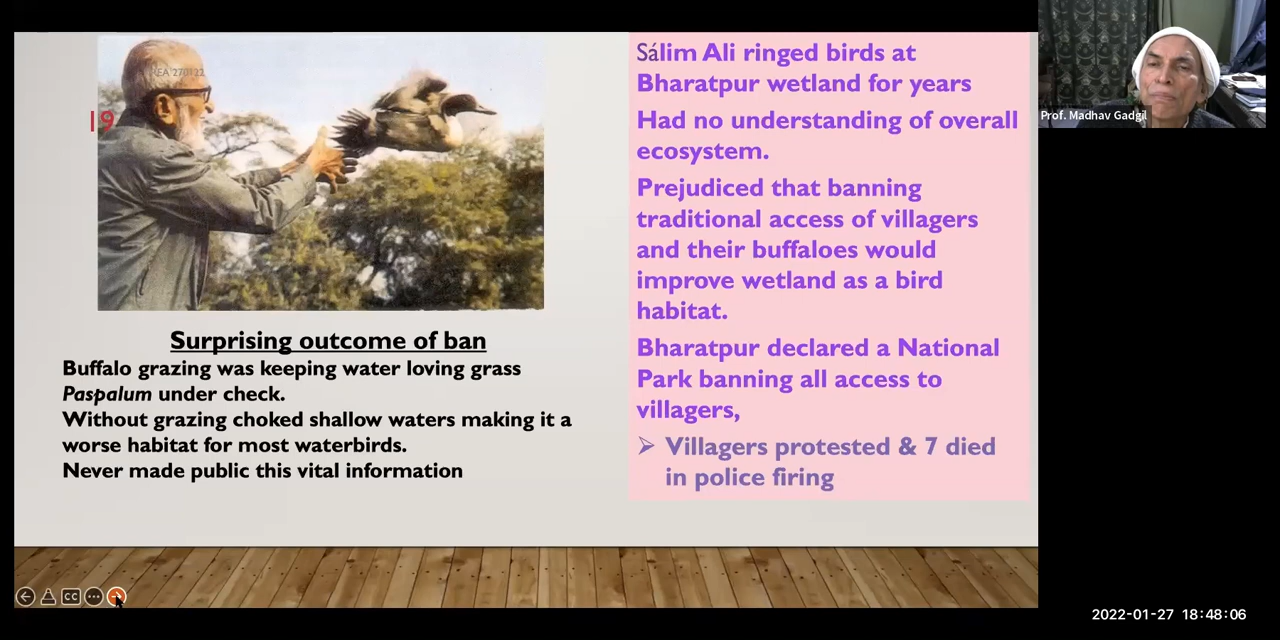 REA 270122
19
Surprising outcome of ban
Buffalo grazing was keeping water loving grass
Paspalum under check.
Without grazing choked shallow waters making it a
worse habitat for most waterbirds.
Never made public this vital information
Sálim Ali ringed birds at
Bharatpur wetland for years
Had no understanding of overall
ecosystem.
Prejudiced that banning
traditional access of villagers
and their buffaloes would
improve wetland as a bird
habitat.
Bharatpur declared a National
Park banning all access to
villagers,
➢ Villagers protested & 7 died
in police firing
Prof. Madhav Gadgil
CC
2022-01-27 18:48:06